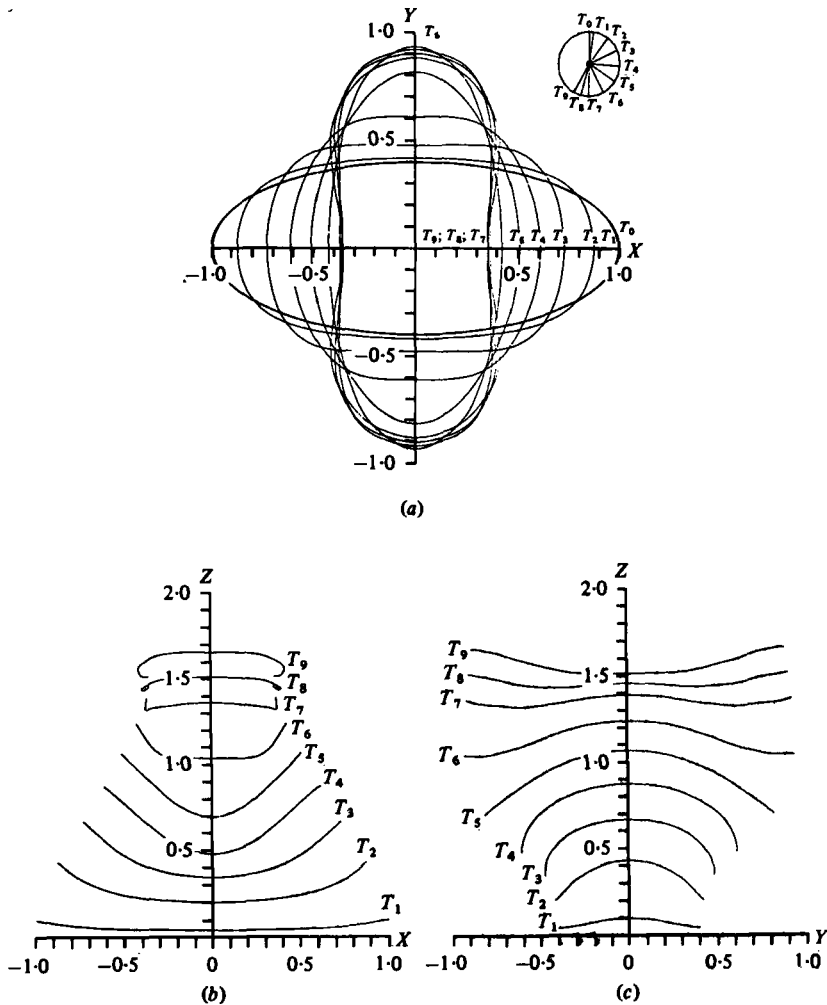 Y
1·0
T₆
T₀ T₁ T₂
T₃
T₄
T₅
T₆
T₇
T₈
T₉
0·5
T₉; T₈; T₇ T₅ T₄ T₃ T₂ T₁ T₀
X
−1·0 −0·5 0·5 1·0
−0·5
−1·0
(a)
Z
2·0
1·5
1·0
0·5
T₉
T₈
T₇
T₆
T₅
T₄
T₃
T₂
T₁
X
−1·0 −0·5 0 0·5 1·0
(b)
Z
2·0
T₉
T₈
1·5
T₇
T₆
1·0
T₅
T₄
0·5
T₃
T₂
T₁
Y
−1·0 −0·5 0 0·5 1·0
(c)